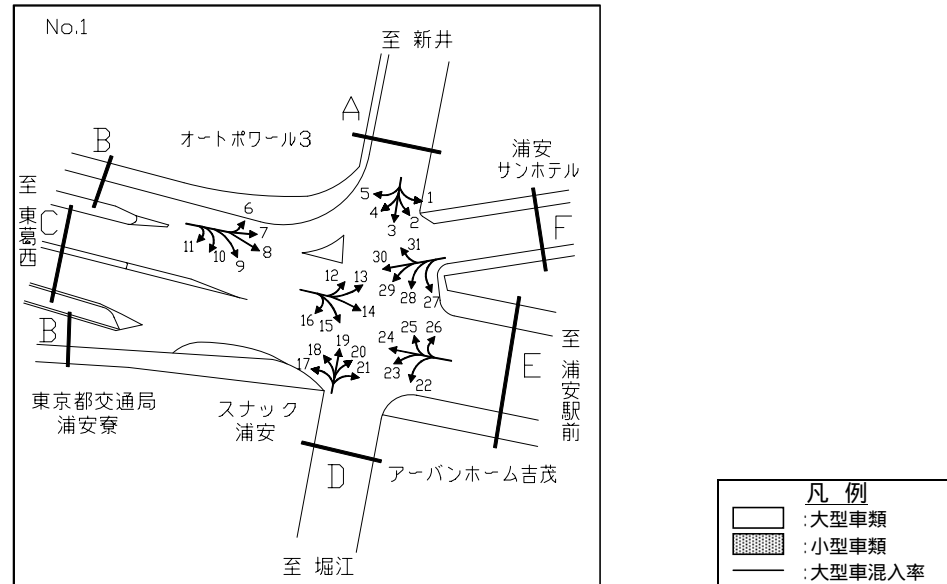 No.1
至 新井
A
オートポワール3
B
浦安
サンホテル
至 東葛西
C
F
5
1
4
3
2
6
7
11
10
9
8
31
30
29
28
27
12
13
16
15
14
B
19
18
20
17
21
25
26
24
23
22
E
至 浦安駅前
東京都交通局
浦安寮
スナック
浦安
D
アーバンホーム吉茂
至 堀江
凡 例
:大型車類
:小型車類
:大型車混入率